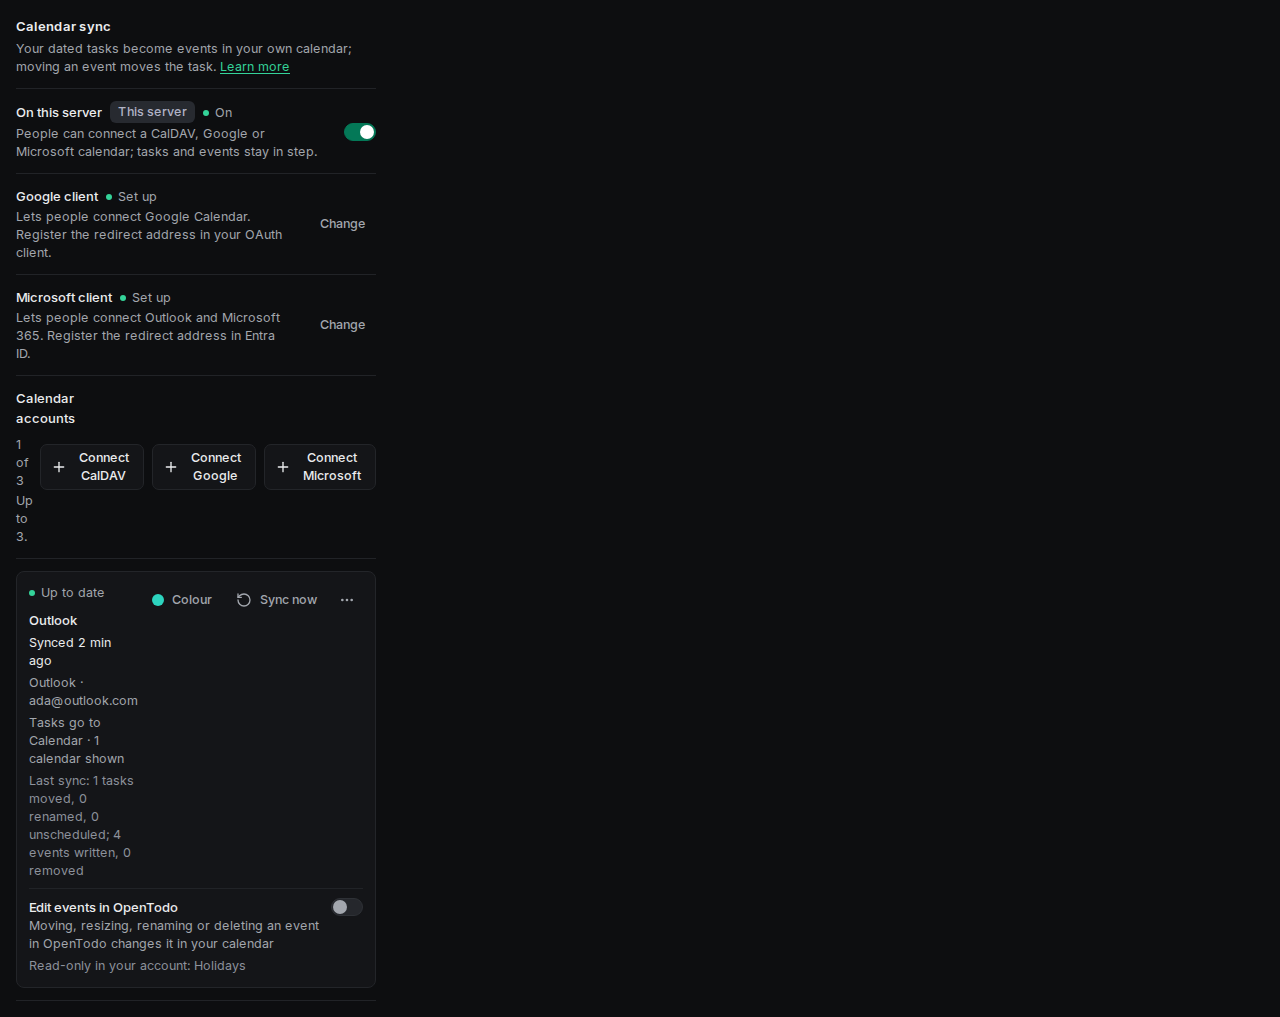 Calendar sync
Your dated tasks become events in your own calendar;
moving an event moves the task. Learn more
On this server This server On
People can connect a CalDAV, Google or
Microsoft calendar; tasks and events stay in step.
Google client Set up
Lets people connect Google Calendar.
Register the redirect address in your OAuth
client.
Change
Microsoft client Set up
Lets people connect Outlook and Microsoft
365. Register the redirect address in Entra
ID.
Change
Calendar
accounts
1
of
3
Up
to
3.
Connect
CalDAV
Connect
Google
Connect
Microsoft
Up to date
Colour
Sync now
Outlook
Synced 2 min
ago
Outlook ·
ada@outlook.com
Tasks go to
Calendar · 1
calendar shown
Last sync: 1 tasks
moved, 0
renamed, 0
unscheduled; 4
events written, 0
removed
Edit events in OpenTodo
Moving, resizing, renaming or deleting an event
in OpenTodo changes it in your calendar
Read-only in your account: Holidays